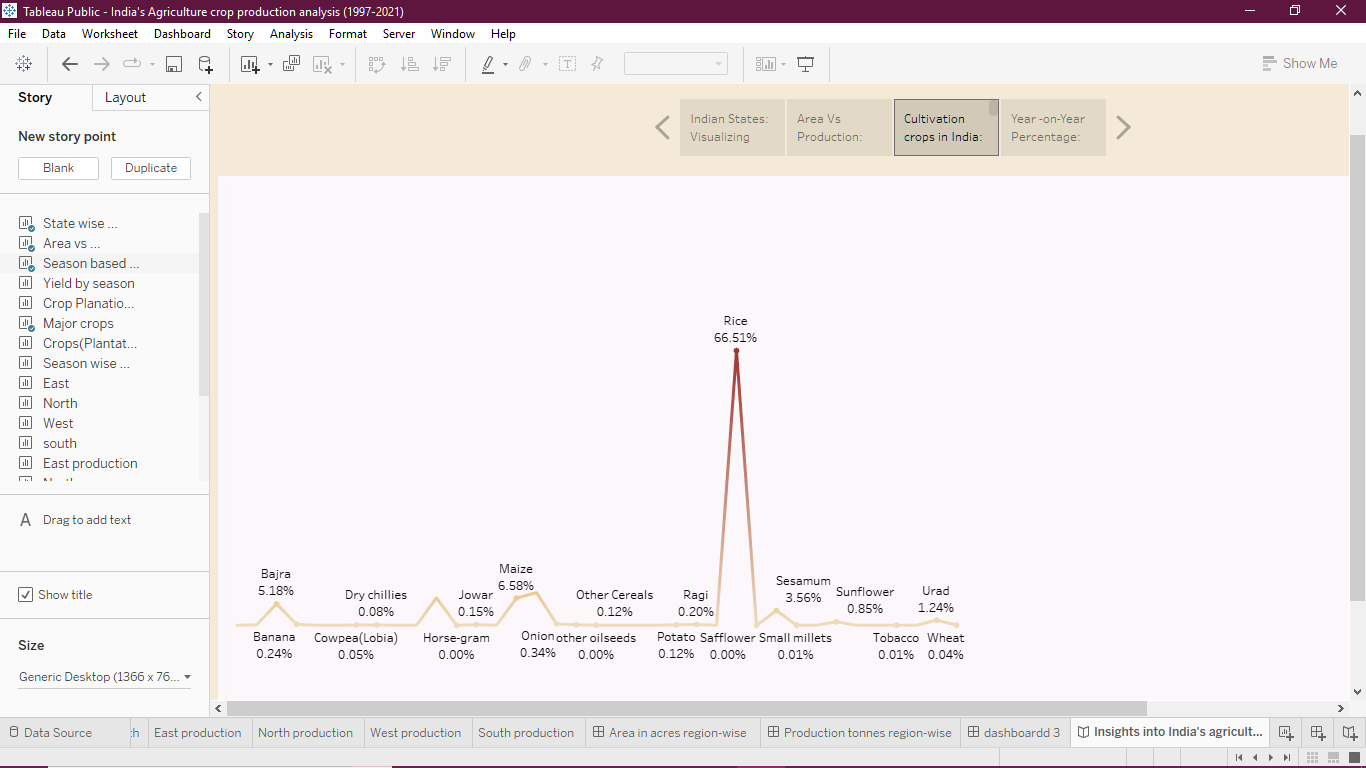 Tableau Public - India's Agriculture crop production analysis (1997-2021)
File Data Worksheet Dashboard Story Analysis Format Server Window Help
Show Me
Story Layout
New story point
Blank Duplicate
State wise ...
Area vs ...
Season based ...
Yield by season
Crop Planatio...
Major crops
Crops(Plantat...
Season wise ...
East
North
West
south
East production
A Drag to add text
Show title
Size
Generic Desktop (1366 x 76...
Indian States:
Visualizing
Area Vs
Production:
Cultivation
crops in India:
Year -on-Year
Percentage:
Rice
66.51%
Bajra
5.18%
Dry chillies
0.08%
Jowar
0.15%
Maize
6.58%
Other Cereals
0.12%
Ragi
0.20%
Sesamum
3.56%
Sunflower
0.85%
Urad
1.24%
Banana
0.24%
Cowpea(Lobia)
0.05%
Horse-gram
0.00%
Onion
0.34%
other oilseeds
0.00%
Potato
0.12%
Safflower
0.00%
Small millets
0.01%
Tobacco
0.01%
Wheat
0.04%
Data Source East production North production West production South production Area in acres region-wise Production tonnes region-wise dashboardd 3 Insights into India's agricult...